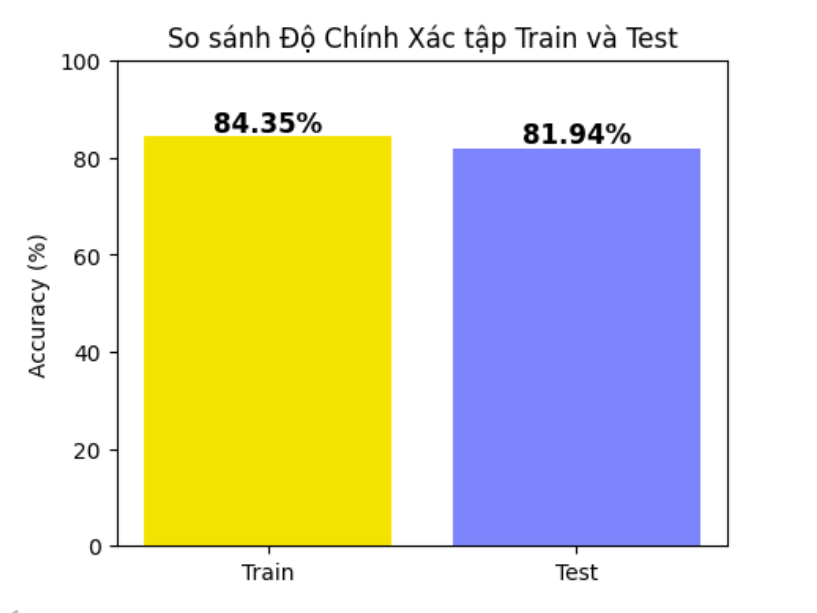 So sánh Độ Chính Xác tập Train và Test
100
84.35%
81.94%
80
60
40
20
0
Accuracy (%)
Train
Test